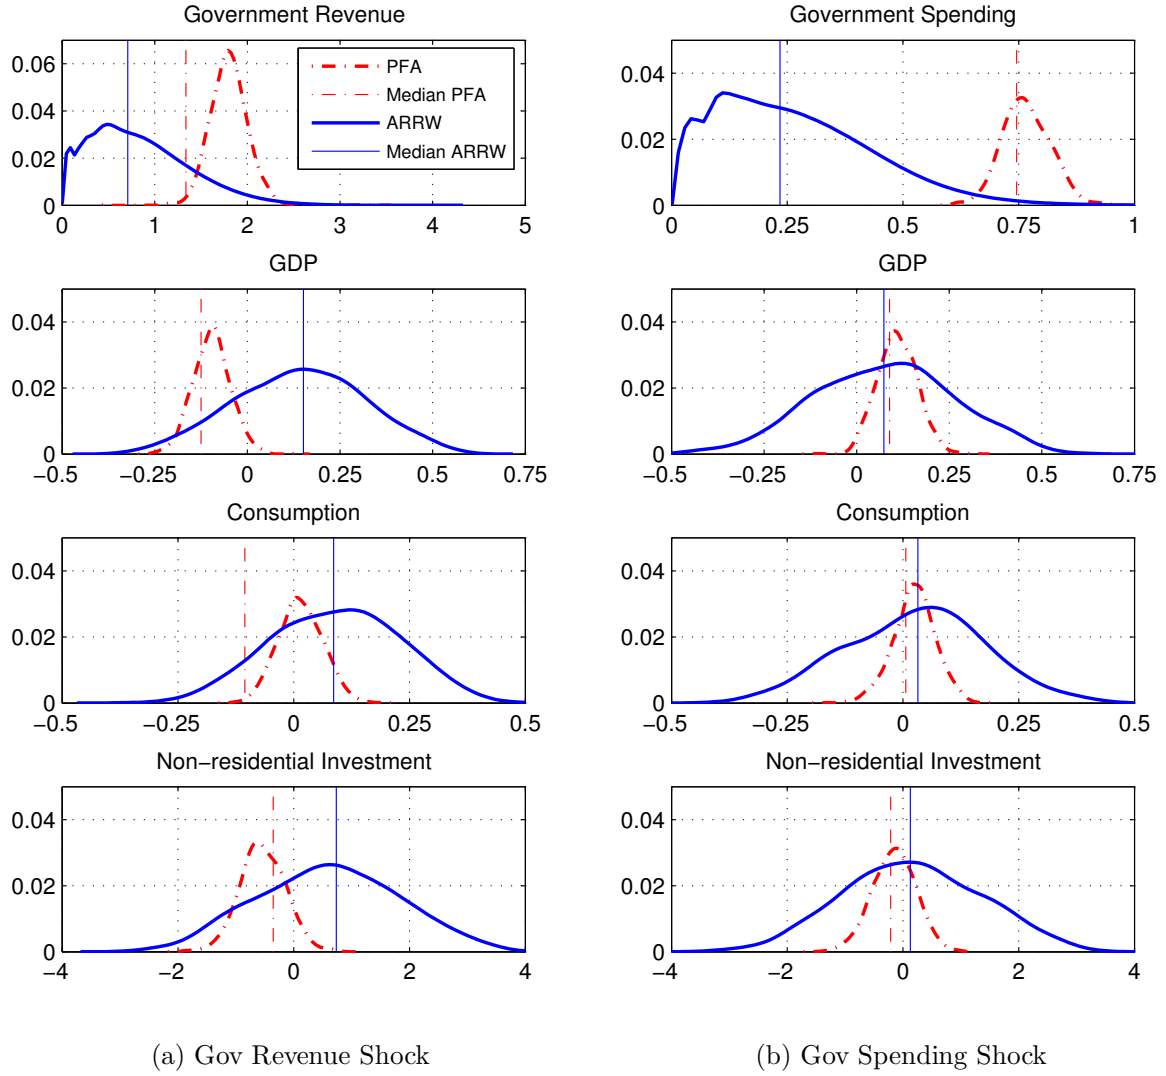 Government Revenue
0.06
0.04
0.02
0
0 1 2 3 4 5
PFA
Median PFA
ARRW
Median ARRW
Government Spending
0.04
0.02
0
0 0.25 0.5 0.75 1
GDP
0.04
0.02
0
−0.5 −0.25 0 0.25 0.5 0.75
GDP
0.04
0.02
0
−0.5 −0.25 0 0.25 0.5 0.75
Consumption
0.04
0.02
0
−0.5 −0.25 0 0.25 0.5
Consumption
0.04
0.02
0
−0.5 −0.25 0 0.25 0.5
Non−residential Investment
0.04
0.02
0
−4 −2 0 2 4
Non−residential Investment
0.04
0.02
0
−4 −2 0 2 4
(a) Gov Revenue Shock
(b) Gov Spending Shock